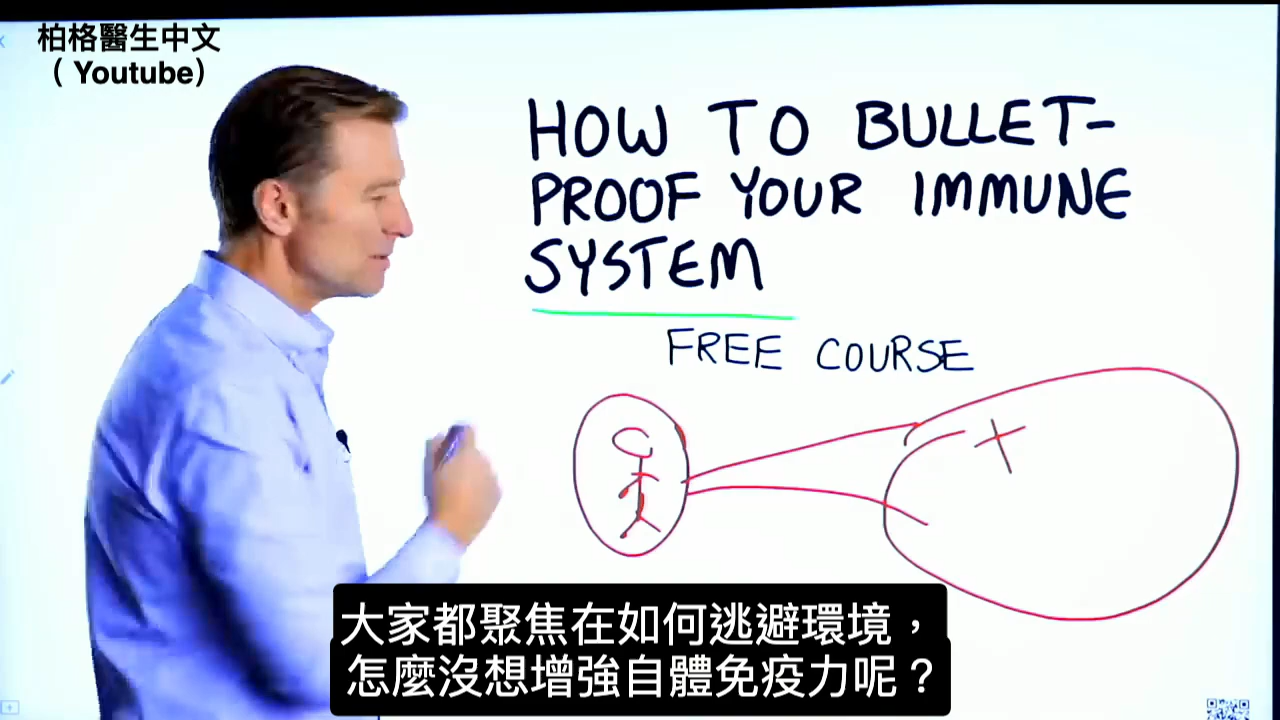 柏格醫生中文
（Youtube）
HOW TO BULLET-
PROOF YOUR IMMUNE
SYSTEM
FREE COURSE
大家都聚焦在如何逃避環境，
怎麼沒想增強自體免疫力呢？